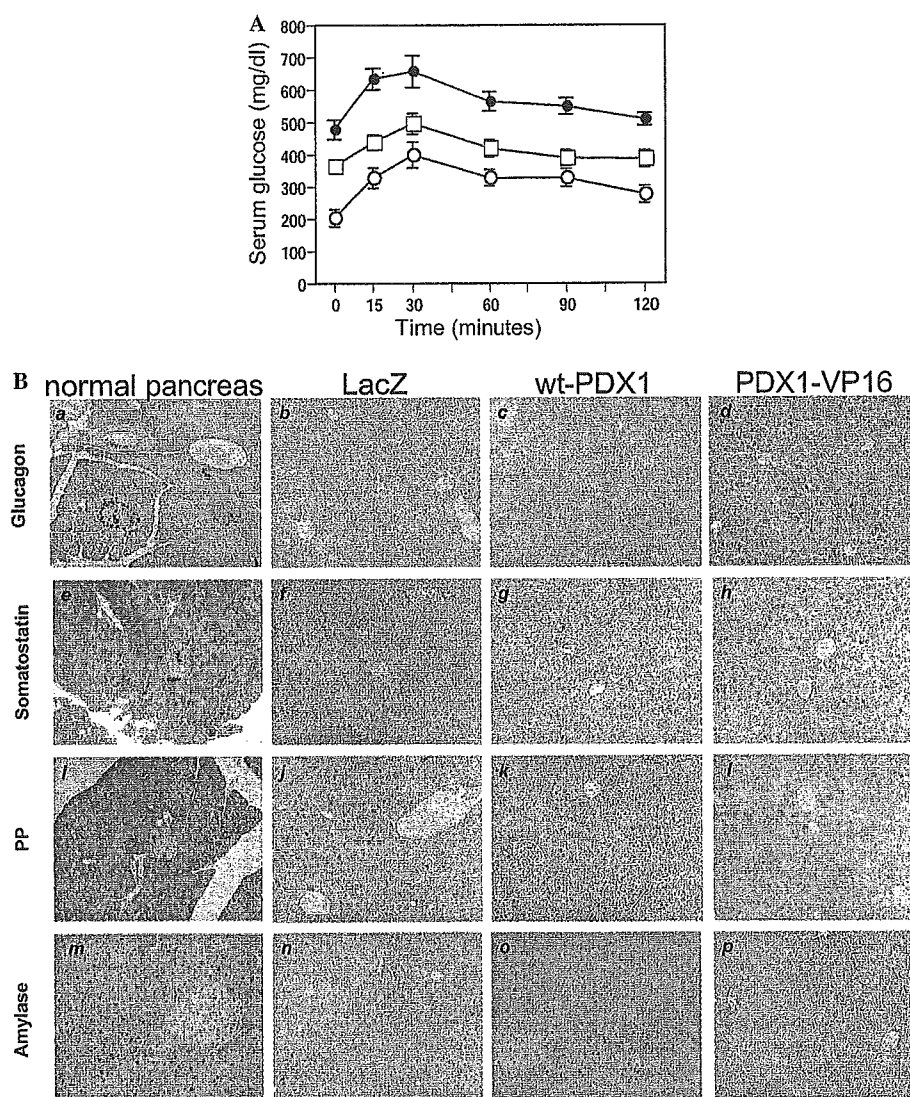 A
800
700
600
500
400
300
200
100
0
Serum glucose (mg/dl)
0 15 30 60 90 120
Time (minutes)
B
normal pancreas LacZ wt-PDX1 PDX1-VP16
Glucagon
a b c d
Somatostatin
e f g h
PP
i j k l
Amylase
m n o p